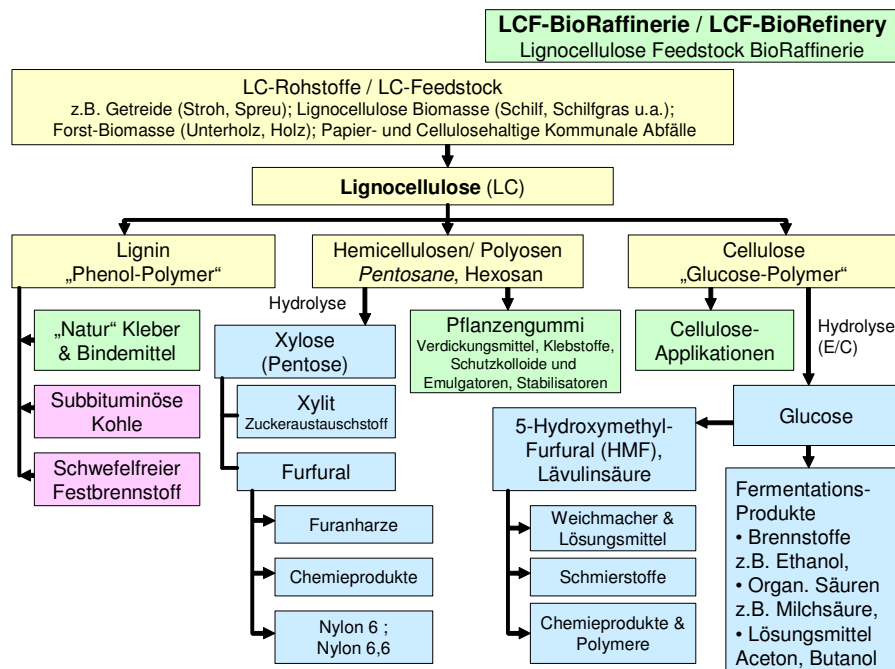 LCF-BioRaffinerie / LCF-BioRefinery
Lignocellulose Feedstock BioRaffinerie
LC-Rohstoffe / LC-Feedstock
z.B. Getreide (Stroh, Spreu); Lignocellulose Biomasse (Schilf, Schilfgras u.a.);
Forst-Biomasse (Unterholz, Holz); Papier- und Cellulosehaltige Kommunale Abfälle
Lignocellulose (LC)
Lignin
„Phenol-Polymer“
Hemicellulosen/ Polyosen
Pentosane, Hexosan
Cellulose
„Glucose-Polymer“
Hydrolyse
„Natur“ Kleber
& Bindemittel
Subbituminöse
Kohle
Schwefelfreier
Festbrennstoff
Xylose
(Pentose)
Xylit
Zuckeraustauschstoff
Furfural
Furanharze
Chemieprodukte
Nylon 6 ;
Nylon 6,6
Pflanzengummi
Verdickungsmittel, Klebstoffe,
Schutzkolloide und
Emulgatoren, Stabilisatoren
Cellulose-
Applikationen
Hydrolyse
(E/C)
Glucose
5-Hydroxymethyl-
Furfural (HMF),
Lävulinsäure
Weichmacher &
Lösungsmittel
Schmierstoffe
Chemieprodukte &
Polymere
Fermentations-
Produkte
• Brennstoffe
z.B. Ethanol,
• Organ. Säuren
z.B. Milchsäure,
• Lösungsmittel
Aceton, Butanol